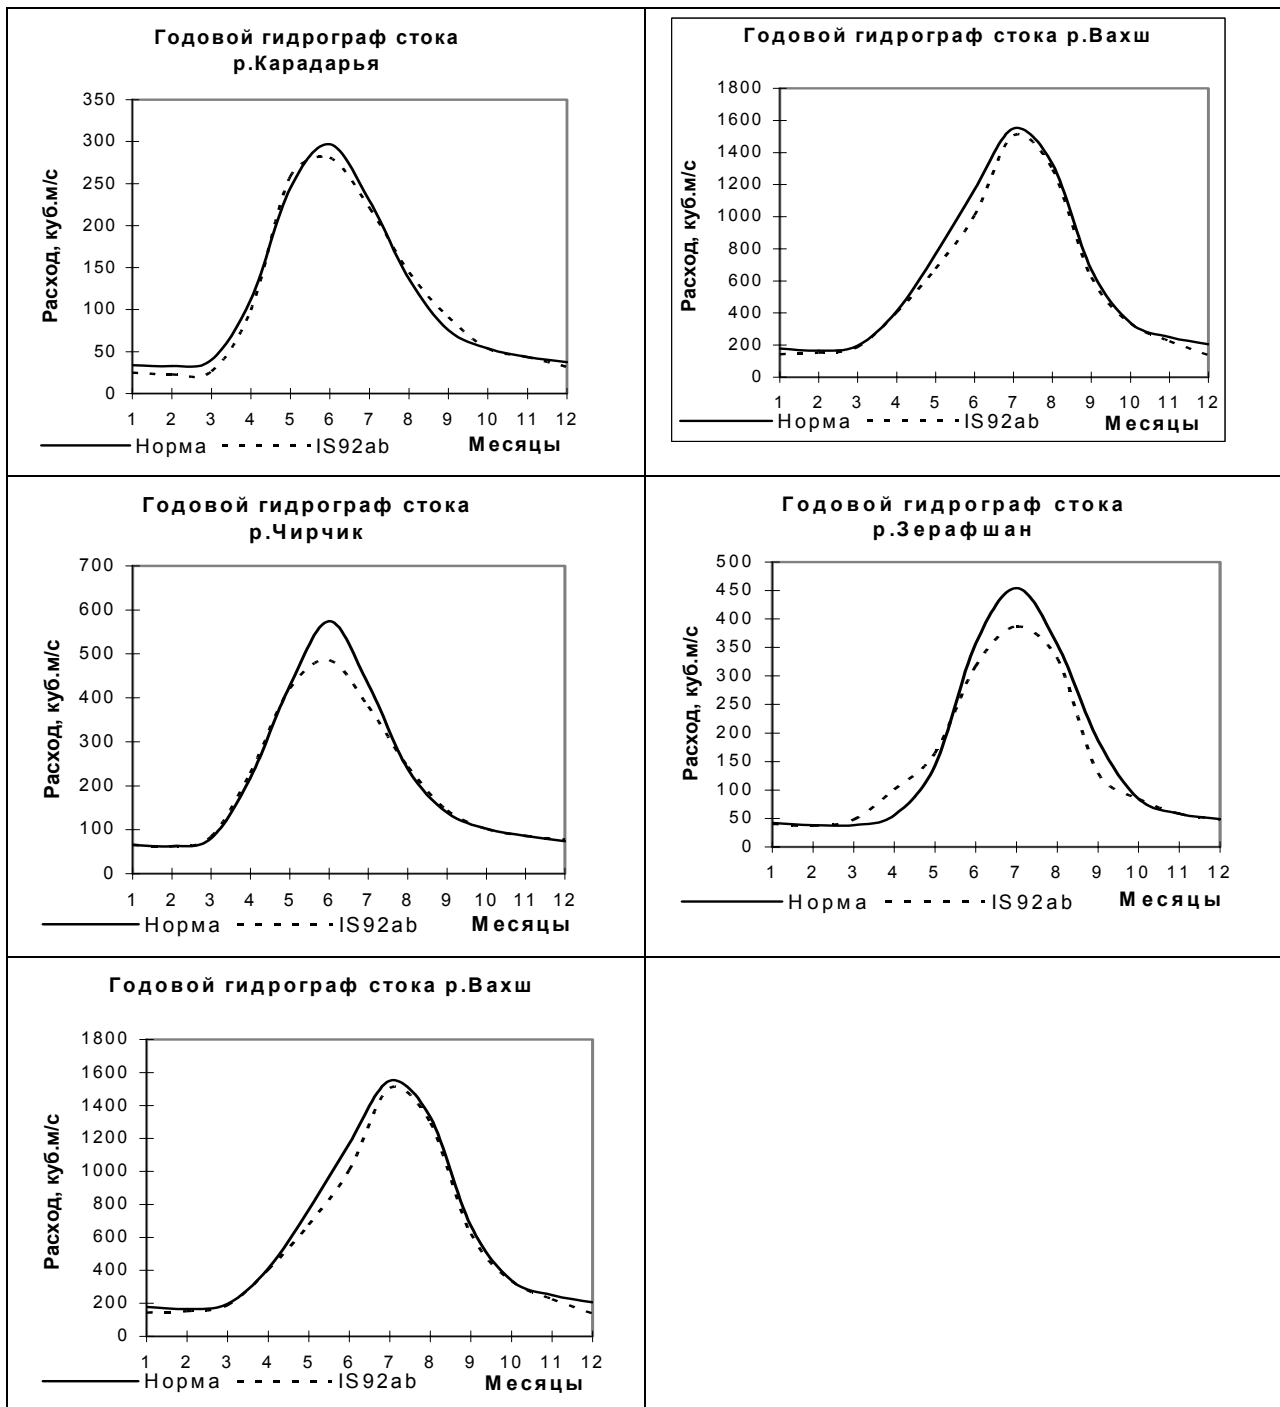 Годовой гидрограф стока
р.Карадарья
Расход, куб.м/с
350
300
250
200
150
100
50
0
1 2 3 4 5 6 7 8 9 10 11 12
Норма IS92ab Месяцы
Годовой гидрограф стока р.Вахш
Расход, куб.м/с
1800
1600
1400
1200
1000
800
600
400
200
0
1 2 3 4 5 6 7 8 9 10 11 12
Норма IS92ab Месяцы
Годовой гидрограф стока
р.Чирчик
Расход, куб.м/с
700
600
500
400
300
200
100
0
1 2 3 4 5 6 7 8 9 10 11 12
Норма IS92ab Месяцы
Годовой гидрограф стока
р.Зерафшан
Расход, куб.м/с
500
450
400
350
300
250
200
150
100
50
0
1 2 3 4 5 6 7 8 9 10 11 12
Норма IS92ab Месяцы
Годовой гидрограф стока р.Вахш
Расход, куб.м/с
1800
1600
1400
1200
1000
800
600
400
200
0
1 2 3 4 5 6 7 8 9 10 11 12
Норма IS92ab Месяцы